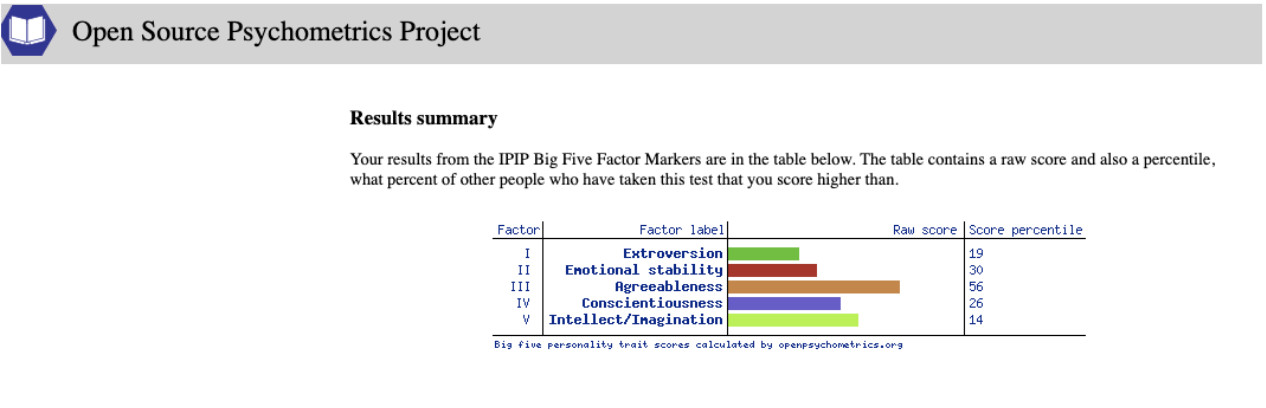 Open Source Psychometrics Project
Results summary
Your results from the IPIP Big Five Factor Markers are in the table below. The table contains a raw score and also a percentile,
what percent of other people who have taken this test that you score higher than.
Factor Factor label Raw score Score percentile
I Extroversion 19
II Emotional stability 30
III Agreeableness 56
IV Conscientiousness 26
V Intellect/Imagination 14
Big five personality trait scores calculated by openpsychometrics.org